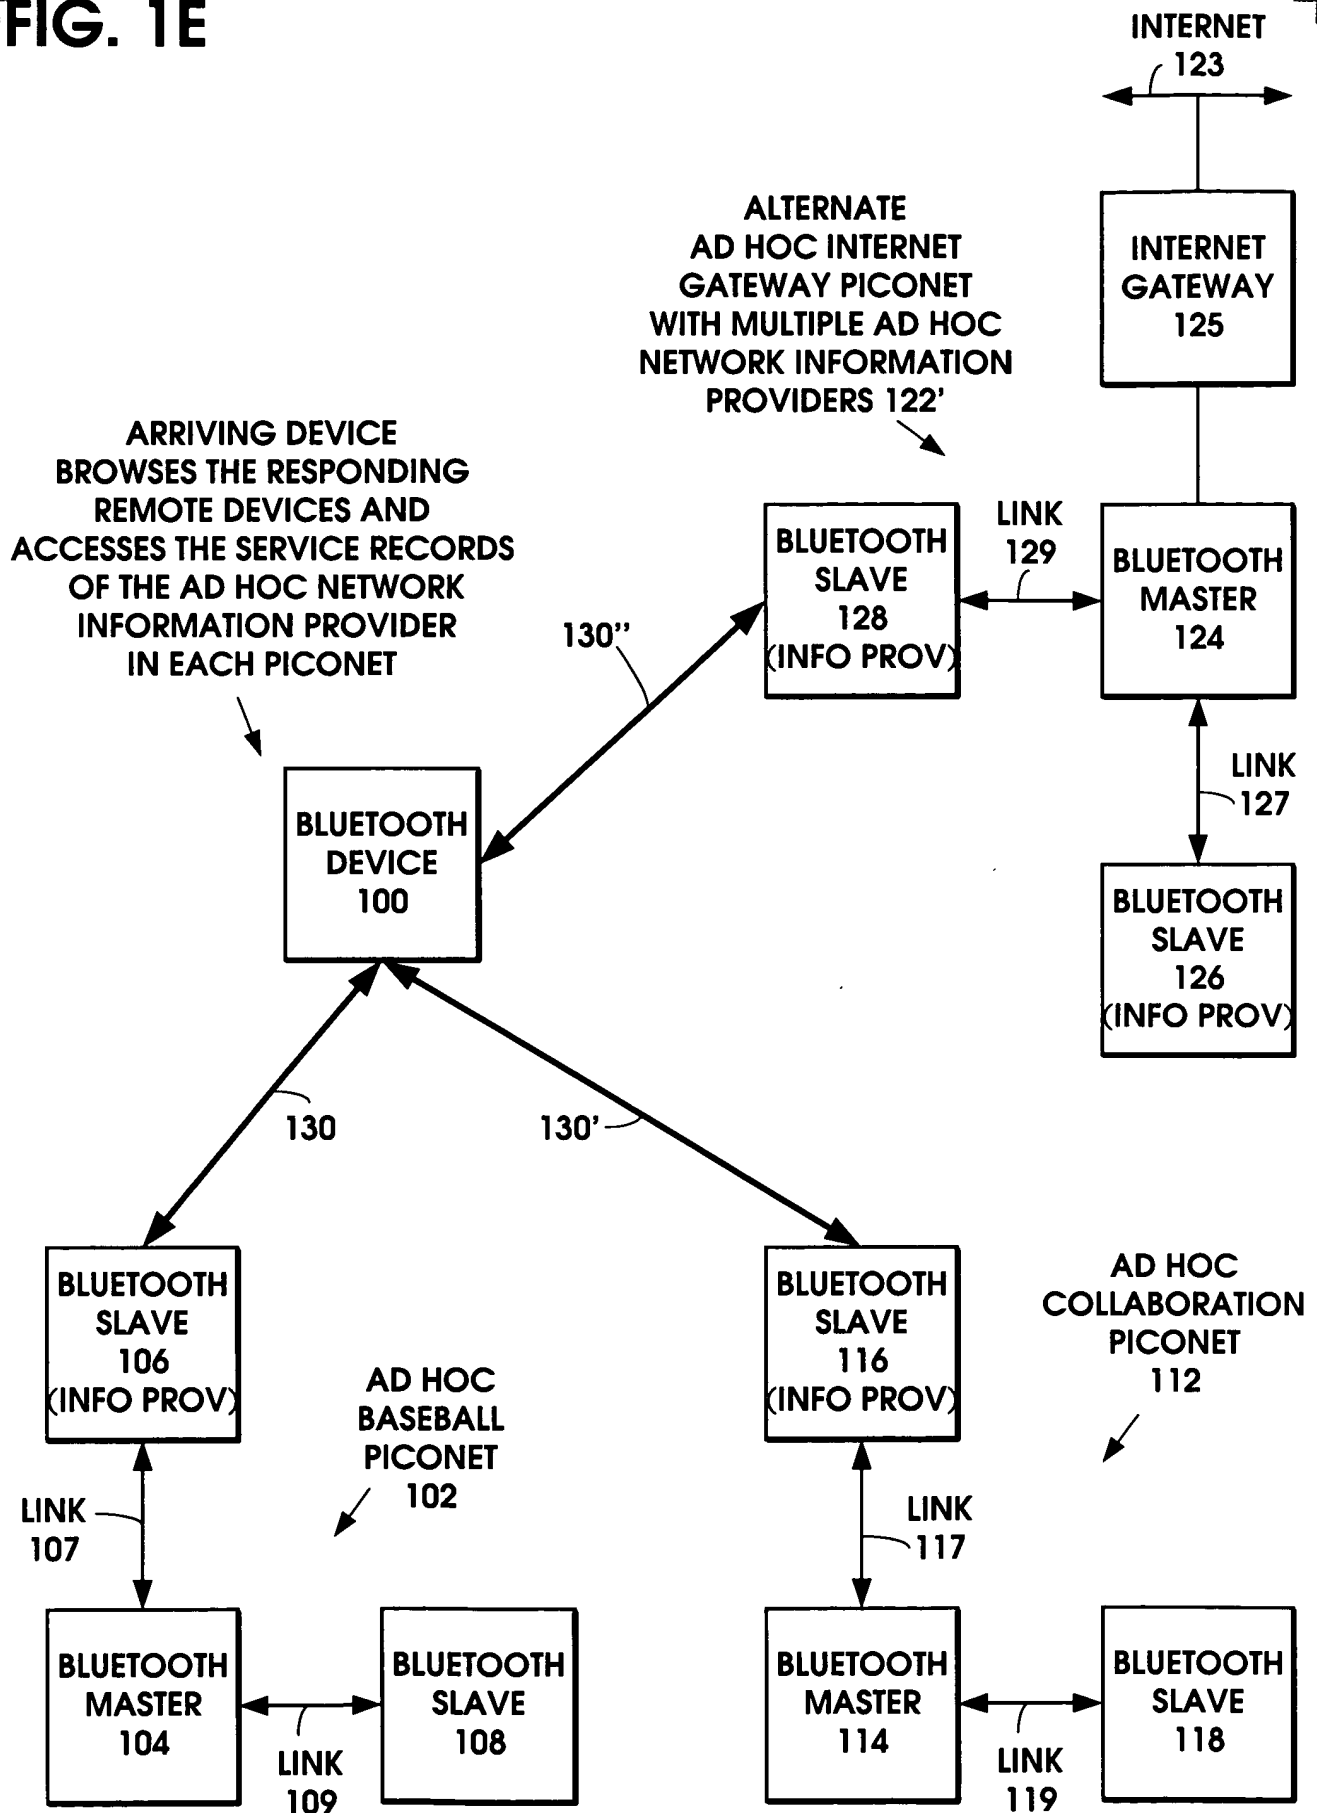 FIG. 1E
INTERNET
123
INTERNET
GATEWAY
125
ALTERNATE
AD HOC INTERNET
GATEWAY PICONET
WITH MULTIPLE AD HOC
NETWORK INFORMATION
PROVIDERS 122'
ARRIVING DEVICE
BROWSES THE RESPONDING
REMOTE DEVICES AND
ACCESSES THE SERVICE RECORDS
OF THE AD HOC NETWORK
INFORMATION PROVIDER
IN EACH PICONET
BLUETOOTH
SLAVE
128
(INFO PROV)
LINK
129
BLUETOOTH
MASTER
124
130''
LINK
127
BLUETOOTH
DEVICE
100
BLUETOOTH
SLAVE
126
(INFO PROV)
130
130'
BLUETOOTH
SLAVE
106
(INFO PROV)
BLUETOOTH
SLAVE
116
(INFO PROV)
AD HOC
COLLABORATION
PICONET
112
AD HOC
BASEBALL
PICONET
102
LINK
107
LINK
117
BLUETOOTH
MASTER
104
LINK
109
BLUETOOTH
SLAVE
108
BLUETOOTH
MASTER
114
LINK
119
BLUETOOTH
SLAVE
118